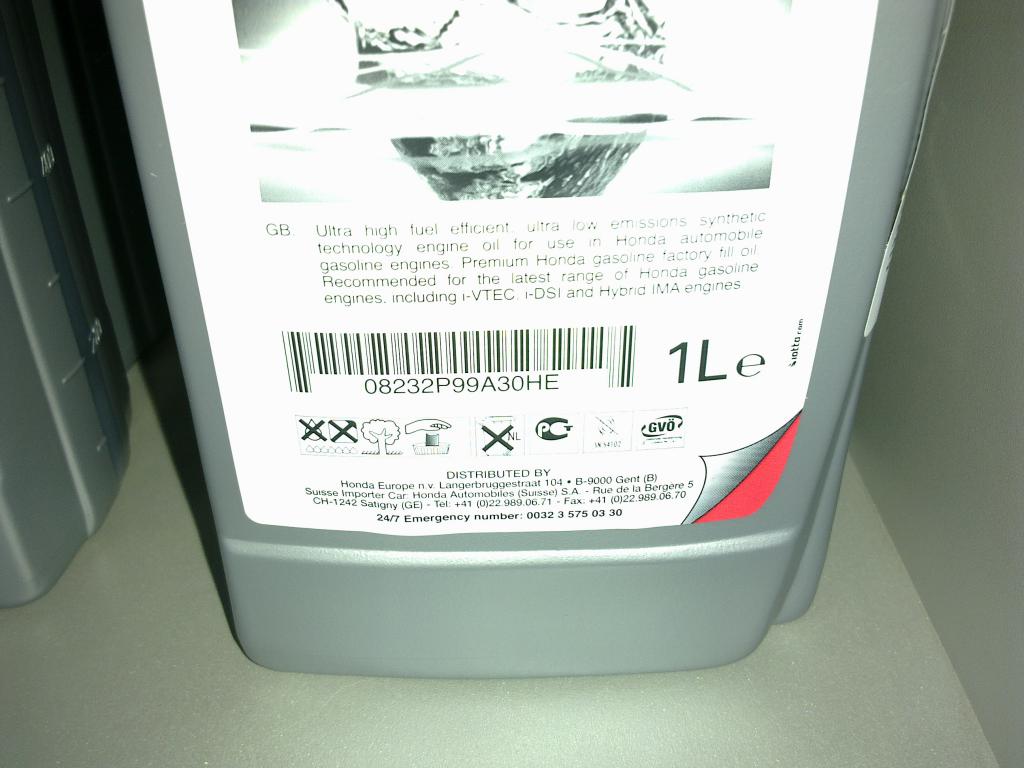 GB. Ultra high fuel efficient, ultra low emissions synthetic
technology engine oil for use in Honda automobile
gasoline engines. Premium Honda gasoline factory fill oil.
Recommended for the latest range of Honda gasoline
engines, including i-VTEC, i-DSI and Hybrid IMA engines
08232P99A30HE
1L e
NL
PCT
GVÖ
DISTRIBUTED BY
Honda Europe n.v. Langerbruggestraat 104 • B-9000 Gent (B)
Suisse Importer Car: Honda Automobiles (Suisse) S.A. - Rue de la Bergère 5
CH-1242 Satigny (GE) - Tel: +41 (0)22.989.06.71 - Fax: +41 (0)22.989.06.70
24/7 Emergency number: 0032 3 575 03 30